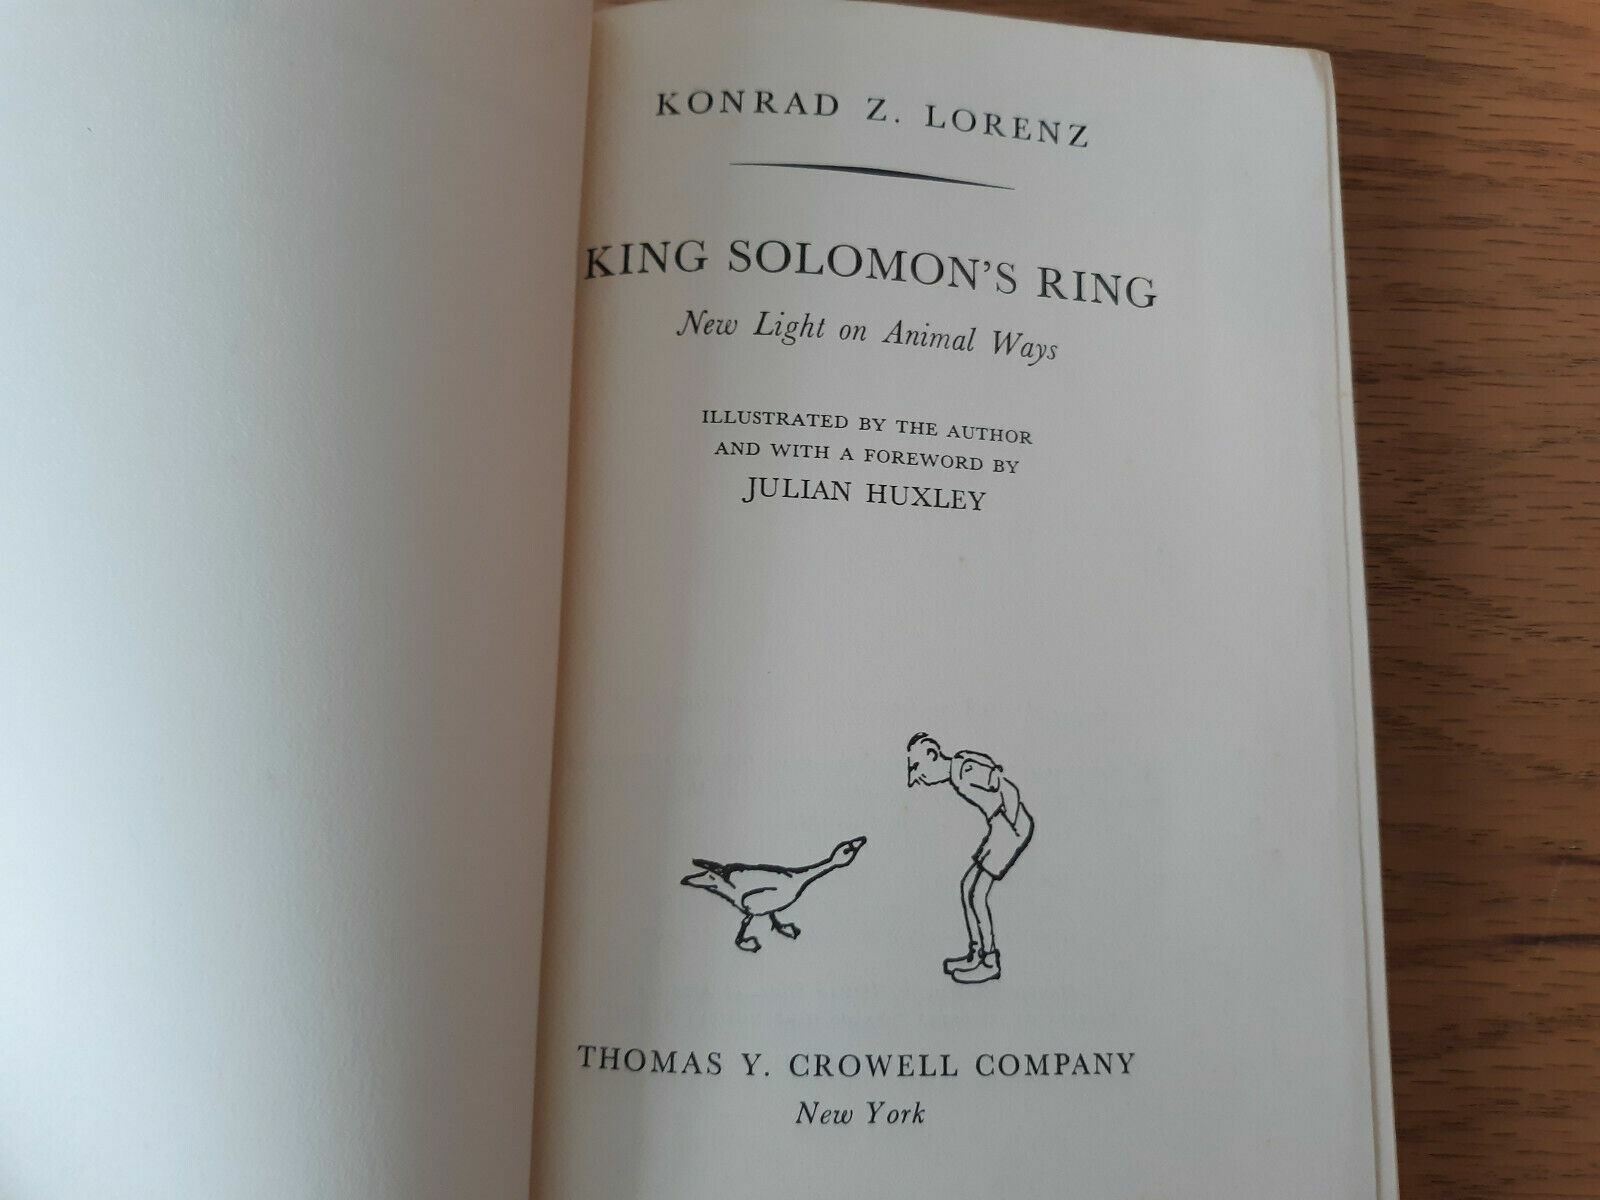 KONRAD Z. LORENZ
KING SOLOMON'S RING
New Light on Animal Ways
ILLUSTRATED BY THE AUTHOR
AND WITH A FOREWORD BY
JULIAN HUXLEY
THOMAS Y. CROWELL COMPANY
New York